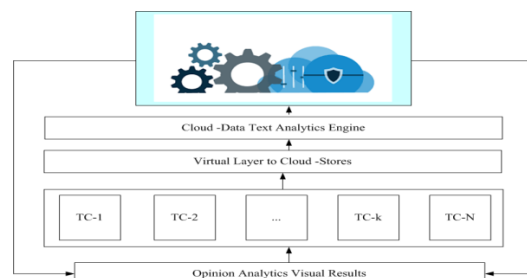 Cloud -Data Text Analytics Engine
Virtual Layer to Cloud -Stores
TC-1 TC-2 ... TC-k TC-N
Opinion Analytics Visual Results